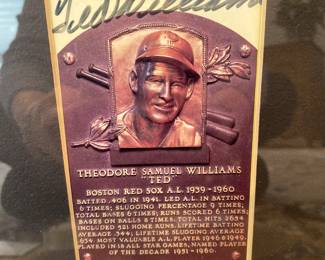 Ted Williams
THEODORE SAMUEL WILLIAMS
"TED"
BOSTON RED SOX A.L. 1939-1960
BATTED .406 IN 1941. LED A.L. IN BATTING
6 TIMES; SLUGGING PERCENTAGE 9 TIMES;
TOTAL BASES 6 TIMES; RUNS SCORED 6 TIMES;
BASES ON BALLS 8 TIMES. TOTAL HITS 2654
INCLUDED 521 HOME RUNS. LIFETIME BATTING
AVERAGE .344; LIFETIME SLUGGING AVERAGE
.634. MOST VALUABLE A.L. PLAYER 1946 & 1949.
PLAYED IN 18 ALL STAR GAMES, NAMED PLAYER
OF THE DECADE 1951-1960.